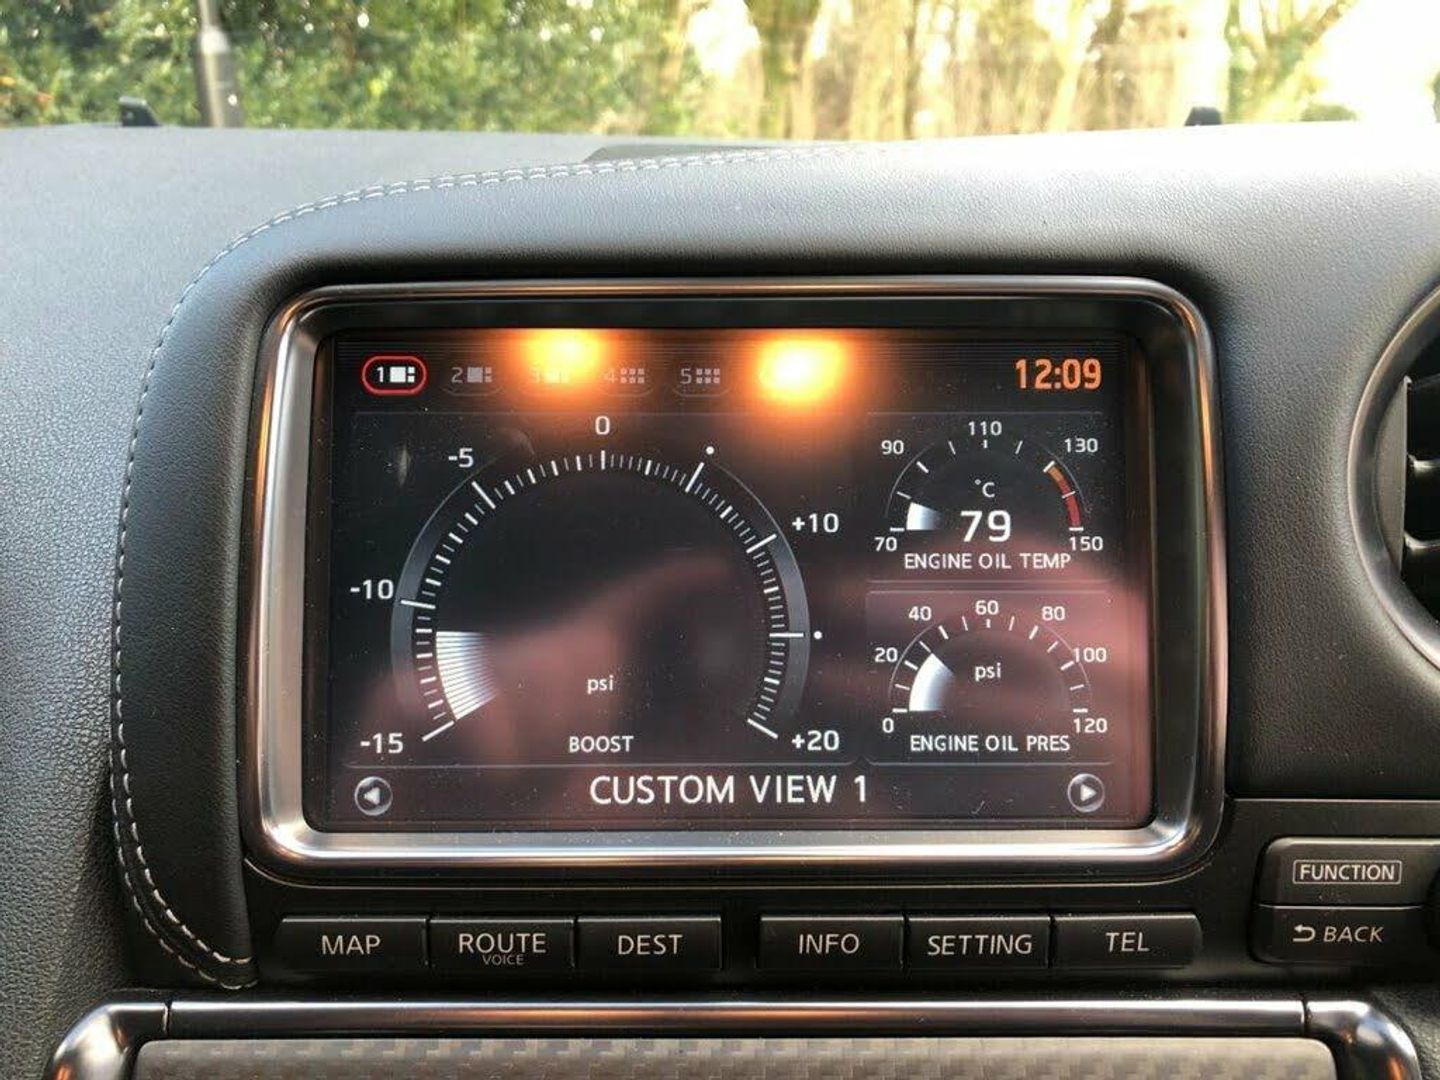 1 2 3 4 5 12:09
0
-5
+10
-10
-15
+20
psi
BOOST
110
90
130
°C
79
70
150
ENGINE OIL TEMP
60
40
80
20
psi
100
0
120
ENGINE OIL PRES
CUSTOM VIEW 1
FUNCTION
BACK
MAP
ROUTE
VOICE
DEST
INFO
SETTING
TEL